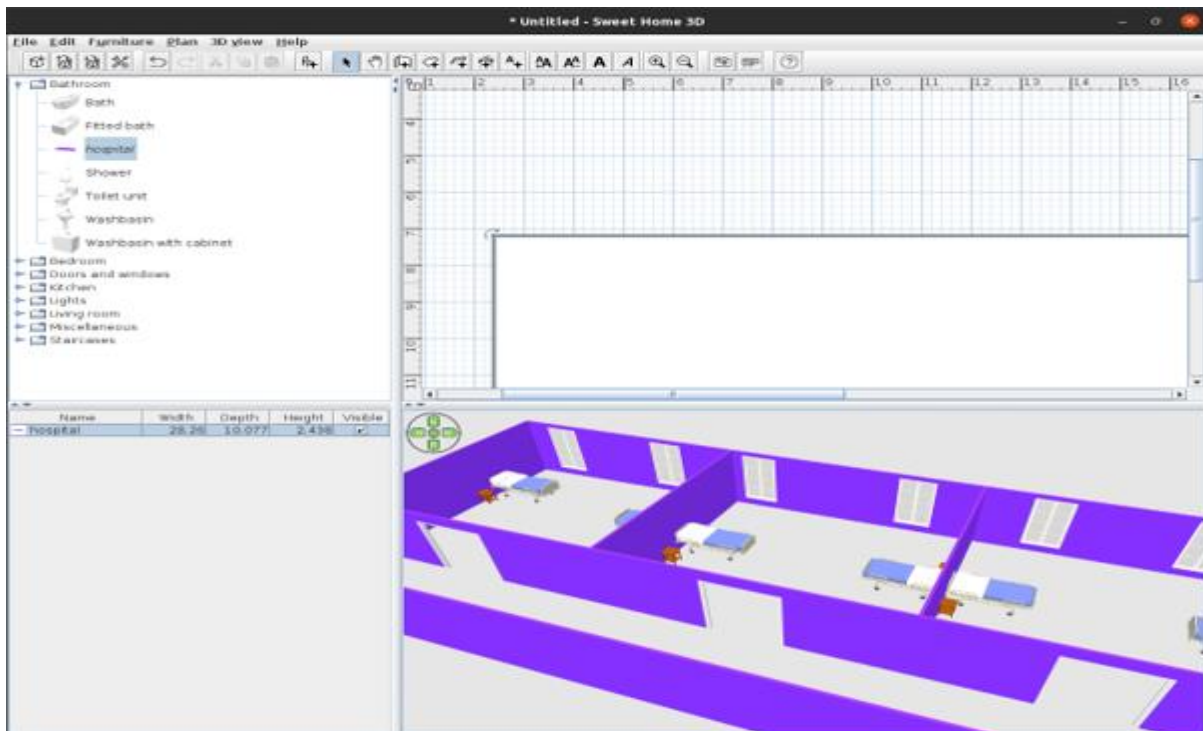 * Untitled - Sweet Home 3D
File Edit Furniture Plan 3D view Help
Bathroom
Bath
Fitted bath
hospital
Shower
Toilet unit
Washbasin
Washbasin with cabinet
Bedroom
Doors and windows
Kitchen
Lights
Living room
Miscellaneous
Staircases
1 2 3 4 5 6 7 8 9 10 11 12 13 14 15 16
4
5
6
7
8
9
10
11
Name Width Depth Height Visible
hospital 28.26 10.077 2.436